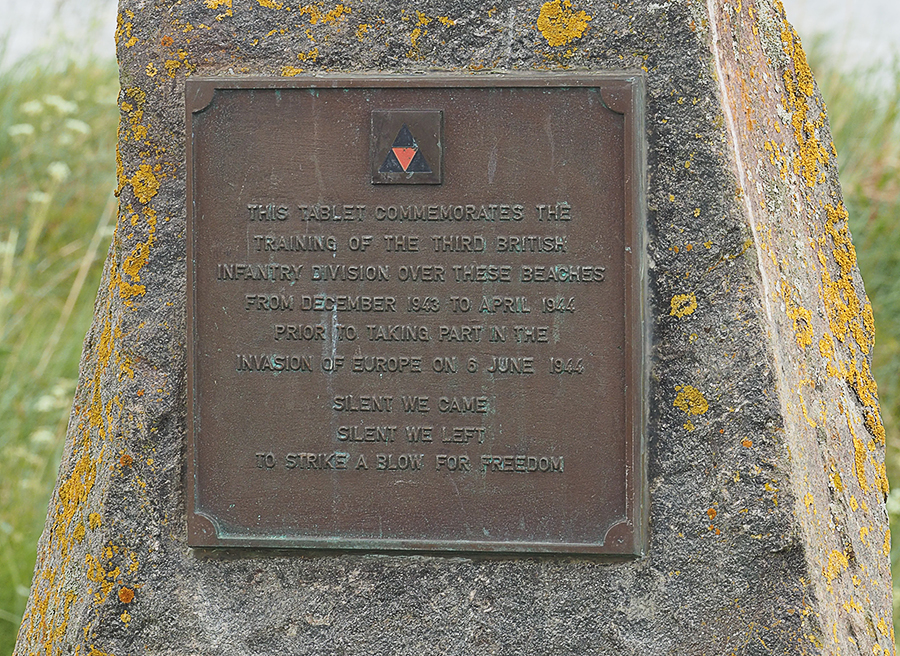 THIS TABLET COMMEMORATES THE
TRAINING OF THE THIRD BRITISH
INFANTRY DIVISION OVER THESE BEACHES
FROM DECEMBER 1943 TO APRIL 1944
PRIOR TO TAKING PART IN THE
INVASION OF EUROPE ON 6 JUNE 1944
SILENT WE CAME
SILENT WE LEFT
TO STRIKE A BLOW FOR FREEDOM